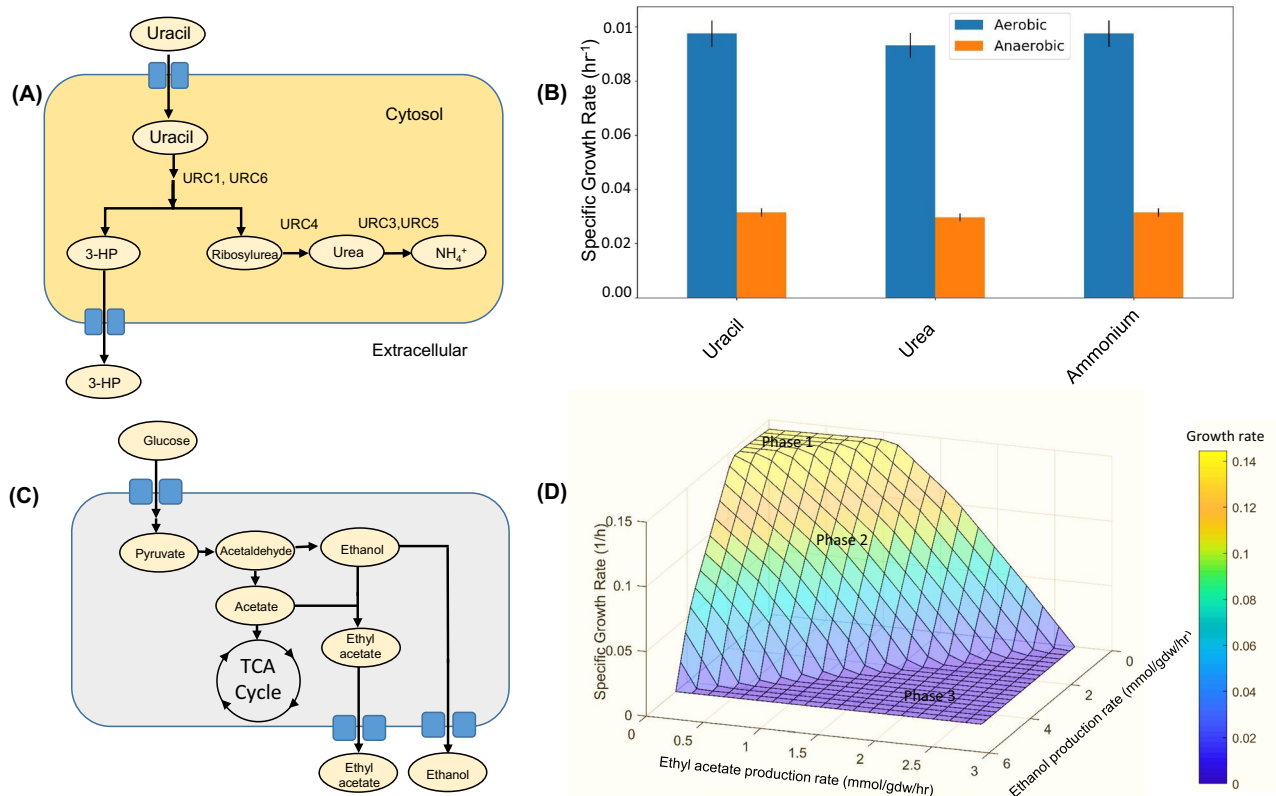 (A)
Uracil
Cytosol
Uracil
URC1, URC6
URC4
URC3,URC5
3-HP
Ribosylurea
Urea
NH₄⁺
Extracellular
3-HP
(B)
Specific Growth Rate (hr⁻¹)
0.01
0.08
0.06
0.04
0.02
0.00
Aerobic
Anaerobic
Uracil
Urea
Ammonium
(C)
Glucose
Pyruvate
Acetaldehyde
Ethanol
Acetate
Ethyl
acetate
TCA
Cycle
Ethyl
acetate
Ethanol
(D)
Phase 1
Phase 2
Phase 3
Specific Growth Rate (1/h)
0.15
0.1
0.05
0
0
0.5
1
1.5
2
2.5
3
Ethyl acetate production rate (mmol/gdw/hr)
0
2
4
6
Ethanol production rate (mmol/gdw/hr)
Growth rate
0.14
0.12
0.1
0.08
0.06
0.04
0.02
0